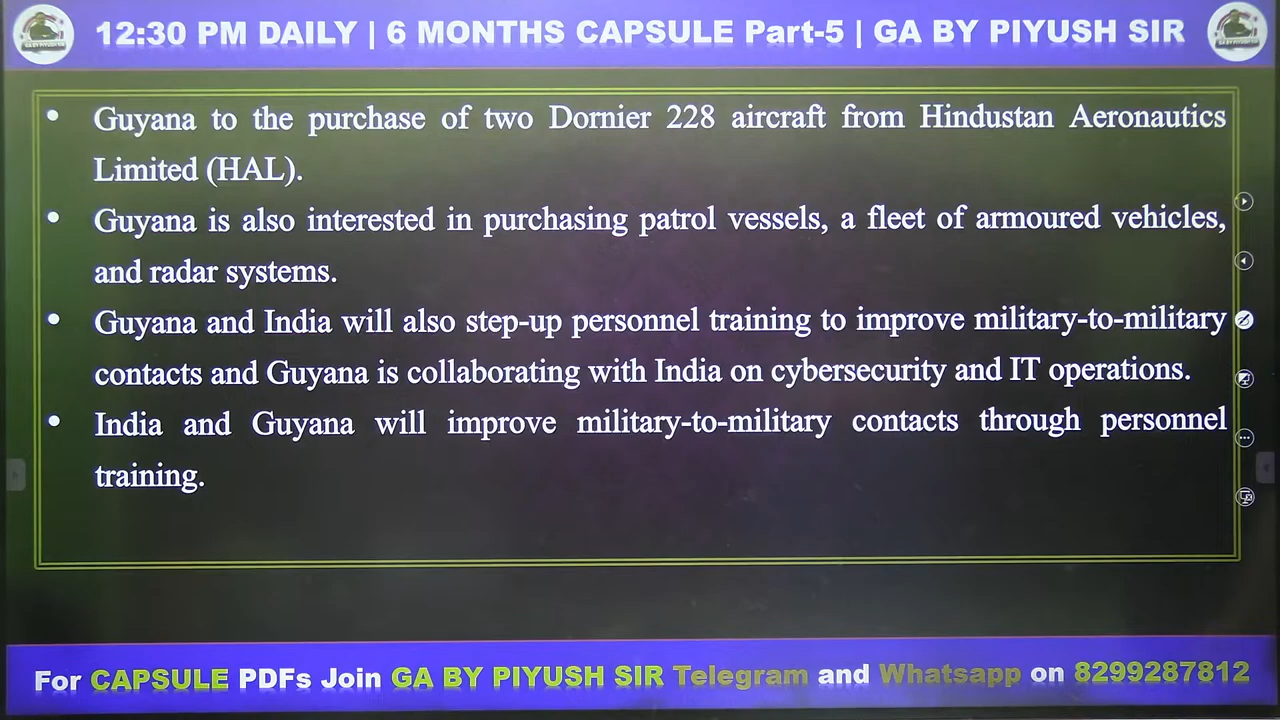 12:30 PM DAILY | 6 MONTHS CAPSULE Part-5 | GA BY PIYUSH SIR
• Guyana to the purchase of two Dornier 228 aircraft from Hindustan Aeronautics
Limited (HAL).
• Guyana is also interested in purchasing patrol vessels, a fleet of armoured vehicles,
and radar systems.
• Guyana and India will also step-up personnel training to improve military-to-military
contacts and Guyana is collaborating with India on cybersecurity and IT operations.
• India and Guyana will improve military-to-military contacts through personnel
training.
For CAPSULE PDFs Join GA BY PIYUSH SIR Telegram and Whatsapp on 8299287812